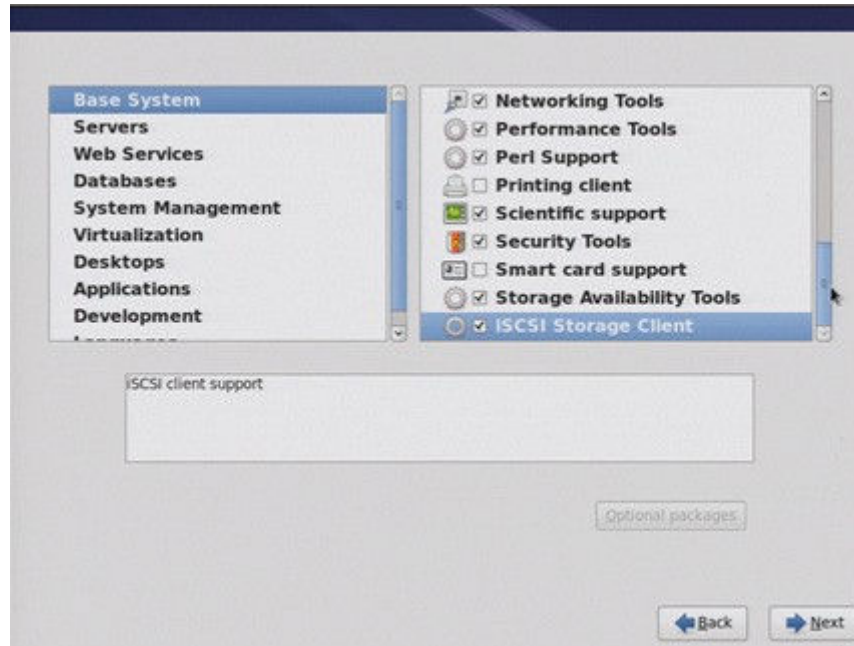 Base System
Servers
Web Services
Databases
System Management
Virtualization
Desktops
Applications
Development
Networking Tools
Performance Tools
Perl Support
Printing client
Scientific support
Security Tools
Smart card support
Storage Availability Tools
iSCSI Storage Client
iSCSI client support
Optional packages
Back
Next